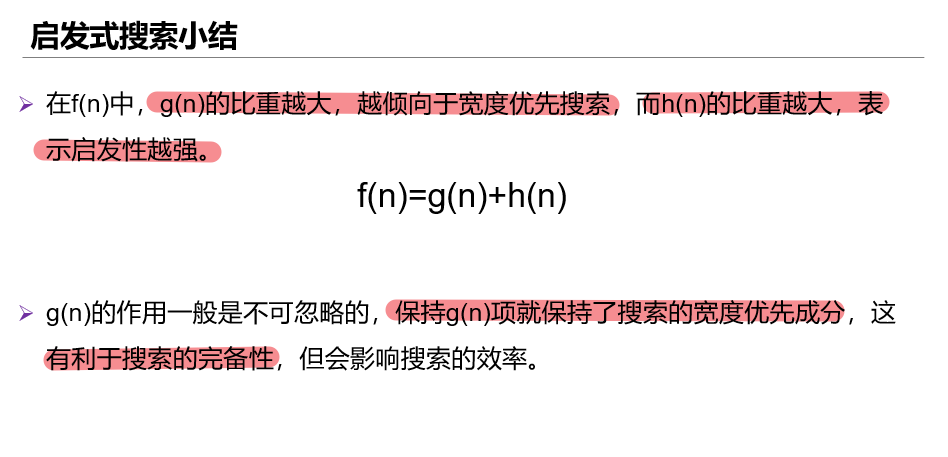 启发式搜索小结
在f(n)中，g(n)的比重越大，越倾向于宽度优先搜索，而h(n)的比重越大，表
示启发性越强。
f(n)=g(n)+h(n)
g(n)的作用一般是不可忽略的，保持g(n)项就保持了搜索的宽度优先成分，这
有利于搜索的完备性，但会影响搜索的效率。